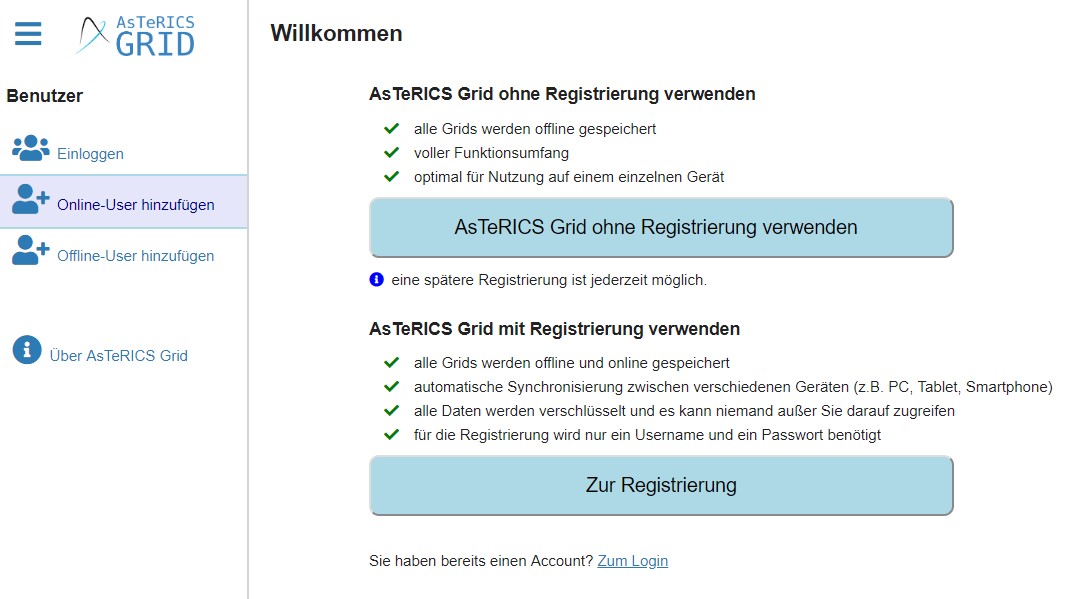 AsTeRICS
GRID
Benutzer
Einloggen
Online-User hinzufügen
Offline-User hinzufügen
Über AsTeRICS Grid
Willkommen
AsTeRICS Grid ohne Registrierung verwenden
alle Grids werden offline gespeichert
voller Funktionsumfang
optimal für Nutzung auf einem einzelnen Gerät
AsTeRICS Grid ohne Registrierung verwenden
eine spätere Registrierung ist jederzeit möglich.
AsTeRICS Grid mit Registrierung verwenden
alle Grids werden offline und online gespeichert
automatische Synchronisierung zwischen verschiedenen Geräten (z.B. PC, Tablet, Smartphone)
alle Daten werden verschlüsselt und es kann niemand außer Sie darauf zugreifen
für die Registrierung wird nur ein Username und ein Passwort benötigt
Zur Registrierung
Sie haben bereits einen Account? Zum Login